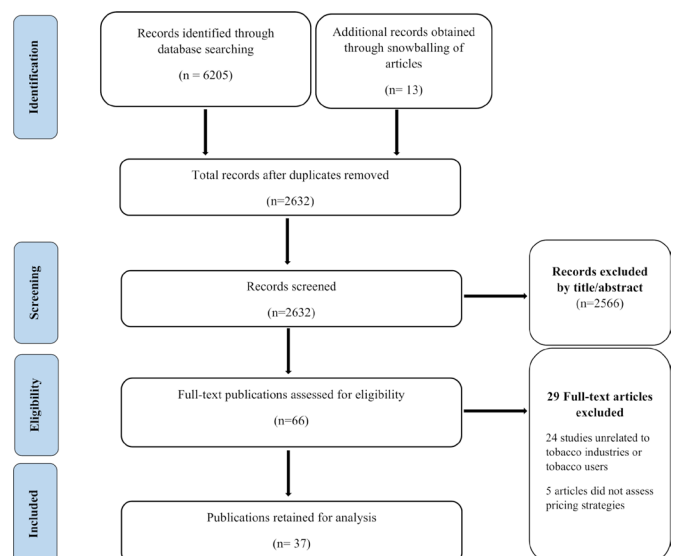 Identification
Records identified through
database searching
(n = 6205)
Additional records obtained
through snowballing of
articles
(n= 13)
Total records after duplicates removed
(n=2632)
Screening
Records screened
(n=2632)
Records excluded
by title/abstract
(n=2566)
Eligibility
Full-text publications assessed for eligibility
(n=66)
29 Full-text articles
excluded
24 studies unrelated to
tobacco industries or
tobacco users
5 articles did not assess
pricing strategies
Included
Publications retained for analysis
(n= 37)